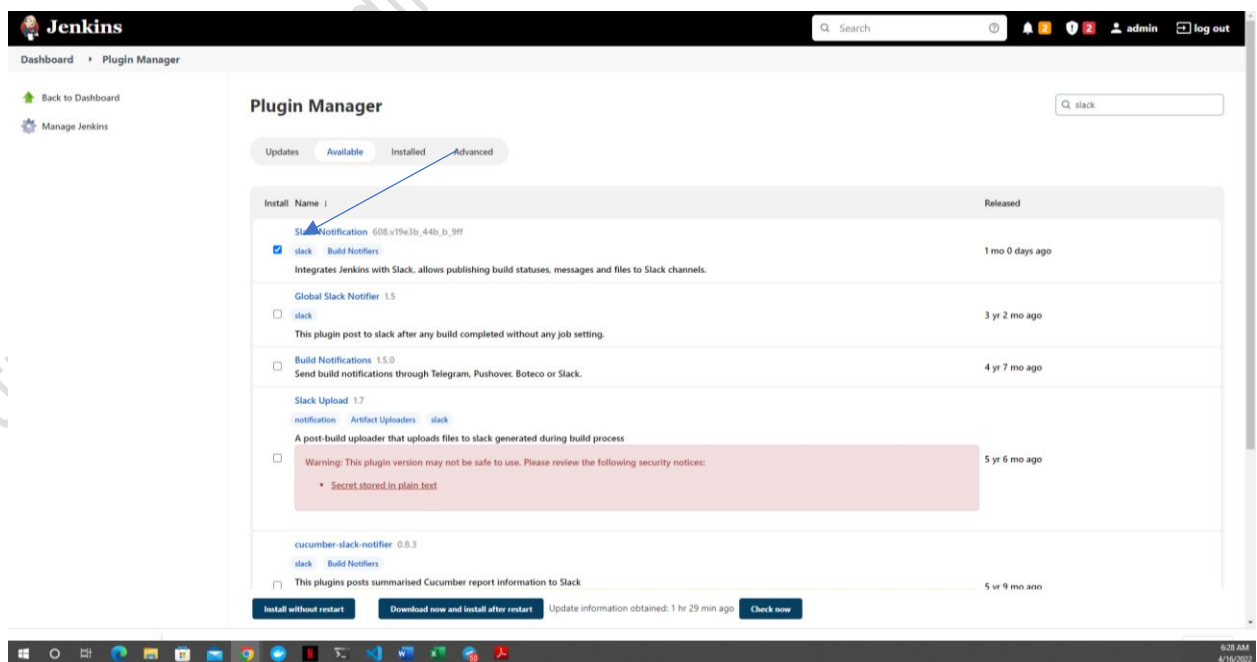 Jenkins
Search
2
2
admin
log out
Dashboard
Plugin Manager
Back to Dashboard
Manage Jenkins
Plugin Manager
slack
Updates
Available
Installed
Advanced
Install Name ↓ Released
Slack Notification 608.v19e3b_44b_b_9ff
slack Build Notifiers
Integrates Jenkins with Slack, allows publishing build statuses, messages and files to Slack channels.
1 mo 0 days ago
Global Slack Notifier 1.5
slack
This plugin post to slack after any build completed without any job setting.
3 yr 2 mo ago
Build Notifications 1.5.0
Send build notifications through Telegram, Pushover, Boteco or Slack.
4 yr 7 mo ago
Slack Upload 1.7
notification Artifact Uploaders slack
A post-build uploader that uploads files to slack generated during build process
Warning: This plugin version may not be safe to use. Please review the following security notices:
• Secret stored in plain text
5 yr 6 mo ago
cucumber-slack-notifier 0.8.3
slack Build Notifiers
This plugins posts summarised Cucumber report information to Slack
5 yr 9 mo ago
Install without restart
Download now and install after restart
Update information obtained: 1 hr 29 min ago
Check now
6:28 AM
4/16/2022